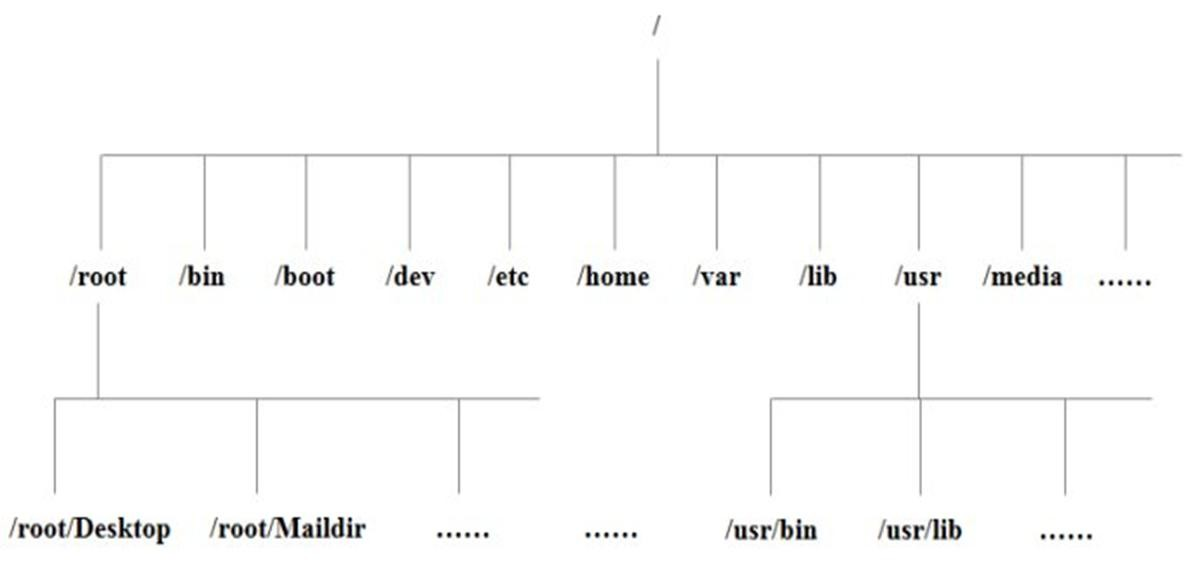 /
/root /bin /boot /dev /etc /home /var /lib /usr /media ......
/root/Desktop /root/Maildir ...... ...... /usr/bin /usr/lib ......